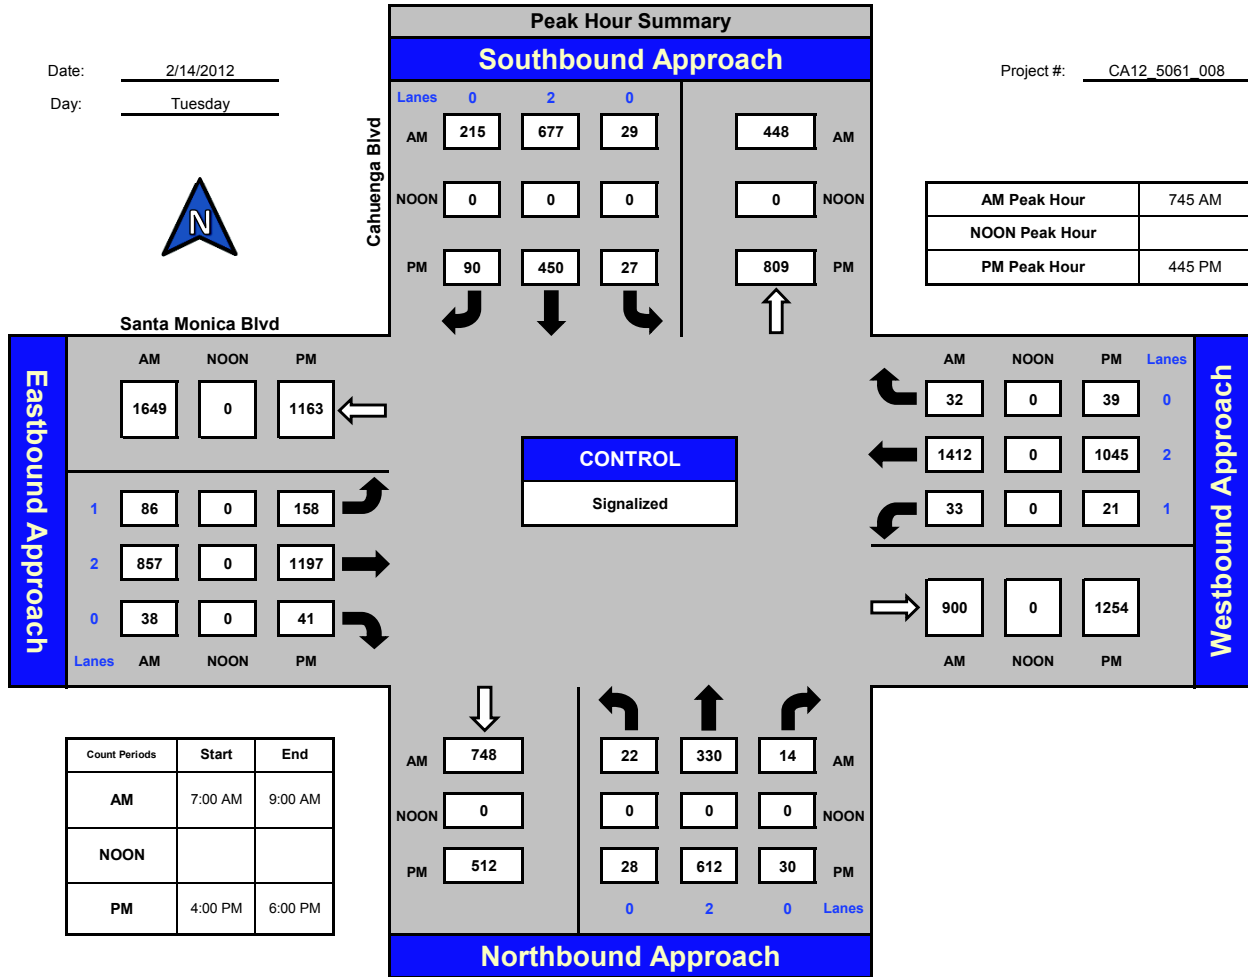 Peak Hour Summary
Southbound Approach
Date: 2/14/2012
Day: Tuesday
Project #: CA12_5061_008
N
Cahuenga Blvd
Lanes 0 2 0
AM 215 677 29 448 AM
NOON 0 0 0 0 NOON
PM 90 450 27 809 PM
AM Peak Hour 745 AM
NOON Peak Hour
PM Peak Hour 445 PM
Santa Monica Blvd
Eastbound Approach
AM NOON PM
1649 0 1163
1 86 0 158
2 857 0 1197
0 38 0 41
Lanes AM NOON PM
CONTROL
Signalized
AM NOON PM Lanes
32 0 39 0
1412 0 1045 2
33 0 21 1
900 0 1254
AM NOON PM
Westbound Approach
Count Periods Start End
AM 7:00 AM 9:00 AM
NOON
PM 4:00 PM 6:00 PM
AM 748 22 330 14 AM
NOON 0 0 0 0 NOON
PM 512 28 612 30 PM
0 2 0 Lanes
Northbound Approach